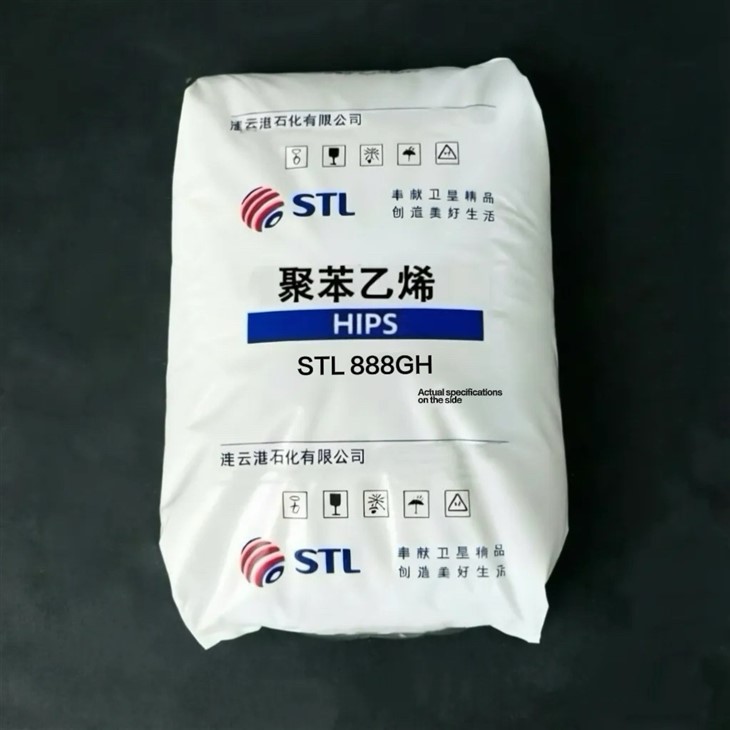 连云港石化有限公司
STL
奉献卫星精品
创造美好生活
聚苯乙烯
HIPS
STL 888GH
Actual specifications
on the side
连云港石化有限公司
STL
奉献卫星精品
创造美好生活